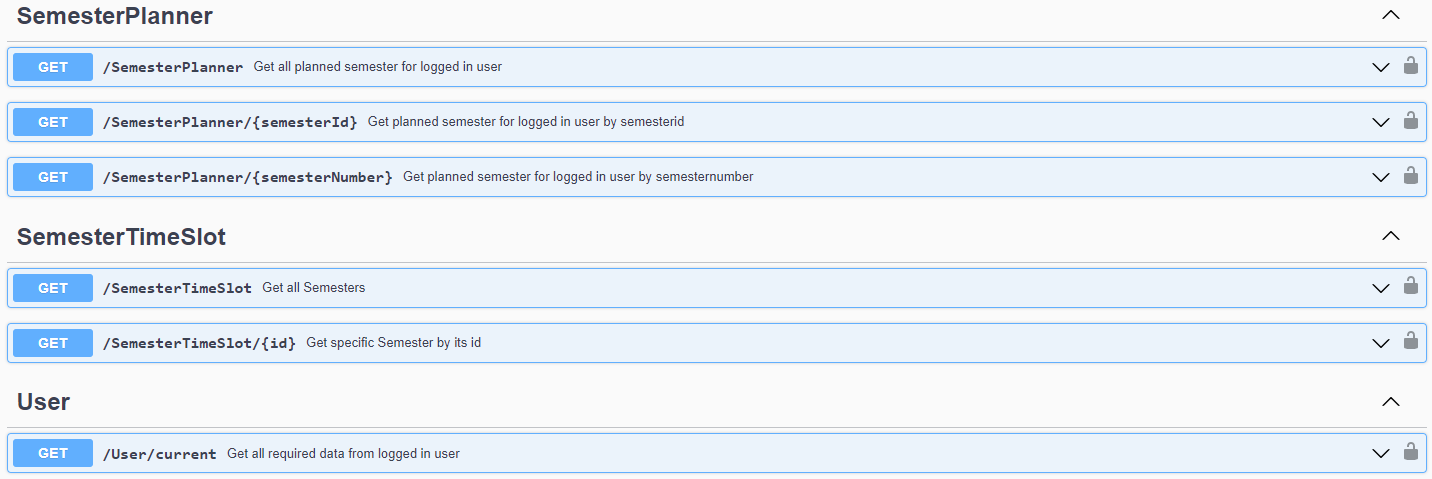 SemesterPlanner
GET /SemesterPlanner Get all planned semester for logged in user
GET /SemesterPlanner/{semesterId} Get planned semester for logged in user by semesterid
GET /SemesterPlanner/{semesterNumber} Get planned semester for logged in user by semesternumber
SemesterTimeSlot
GET /SemesterTimeSlot Get all Semesters
GET /SemesterTimeSlot/{id} Get specific Semester by its id
User
GET /User/current Get all required data from logged in user